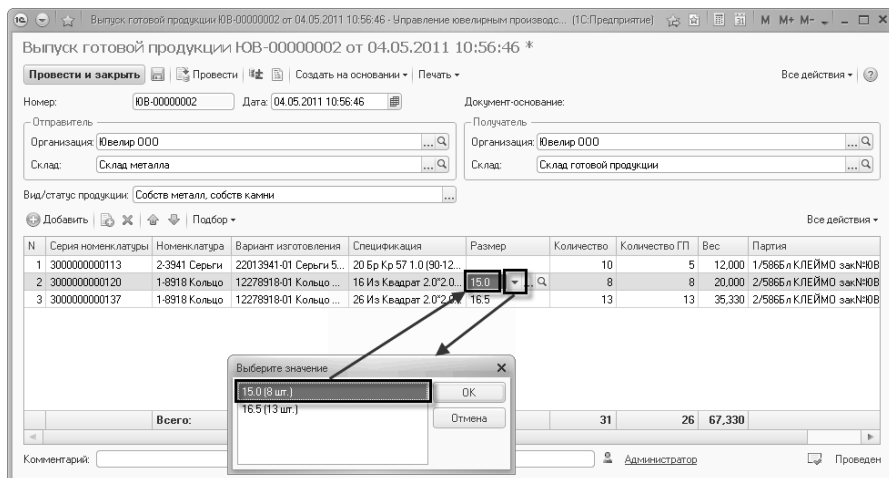 Выпуск готовой продукции ЮВ-00000002 от 04.05.2011 10:56:46 - Управление ювелирным производс... (1С:Предприятие) M M+ M-
Выпуск готовой продукции ЮВ-00000002 от 04.05.2011 10:56:46 *
Провести и закрыть Провести Создать на основании Печать Все действия
Номер: ЮВ-00000002 Дата: 04.05.2011 10:56:46 Документ-основание:
Отправитель Получатель
Организация: Ювелир ООО ... Организация: Ювелир ООО ...
Склад: Склад металла ... Склад: Склад готовой продукции ...
Вид/статус продукции: Собств металл, собств камни ...
Добавить Подбор Все действия
N Серия номенклатуры Номенклатура Вариант изготовления Спецификация Размер Количество Количество ГП Вес Партия
1 3000000000113 2-3941 Серьги 22013941-01 Серьги 5... 20 Бр Кр 57 1.0 (90-12... 10 5 12,000 1/585Бл КЛЕЙМО зак№ЮВ
2 3000000000120 1-8918 Кольцо 12278918-01 Кольцо ... 16 Из Квадрат 2.0*2.0... 15.0 8 8 20,000 2/585Бл КЛЕЙМО зак№ЮВ
3 3000000000137 1-8918 Кольцо 12278918-01 Кольцо ... 26 Из Квадрат 2.0*2.0... 16.5 13 13 35,330 2/585Бл КЛЕЙМО зак№ЮВ
Выберите значение
15.0 (8 шт.) OK
16.5 (13 шт.)
Отмена
Всего: 31 26 67,330
Комментарий: Администратор Проведен